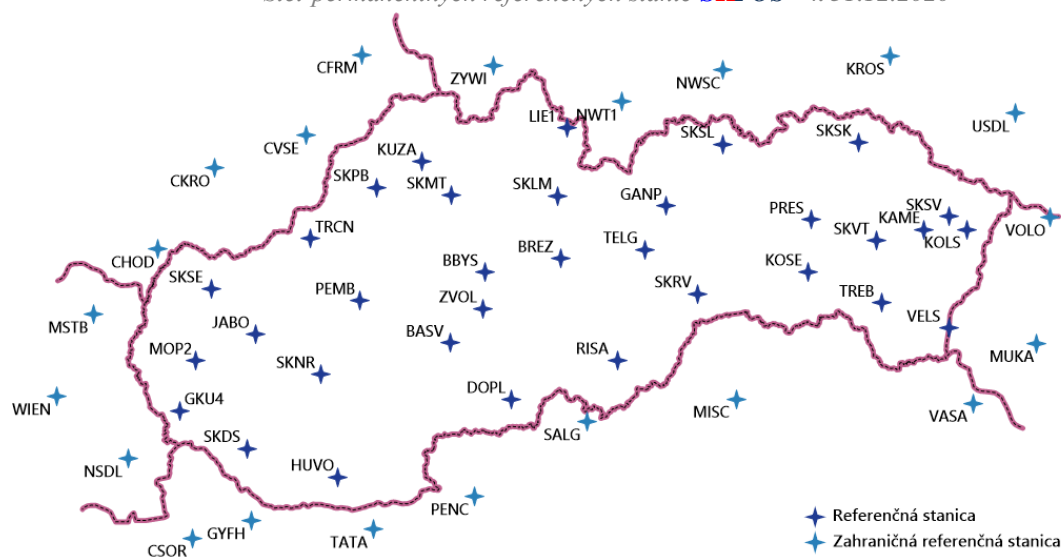 CFRM
ZYWI
NWSC
KROS
LIE1
NWT1
USDL
CVSE
SKSL
SKSK
KUZA
CKRO
SKPB
SKMT
SKLM
GANP
PRES
SKSV
KAME
SKVT
KOLS
VOLO
TRCN
CHOD
BREZ
TELG
BBYS
KOSE
SKSE
PEMB
ZVOL
SKRV
TREB
MSTB
JABO
BASV
VELS
MOP2
SKNR
RISA
MUKA
WIEN
GKU4
DOPL
MISC
VASA
SALG
SKDS
NSDL
HUVO
PENC
GYFH
TATA
CSOR
Referenčná stanica
Zahraničná referenčná stanica